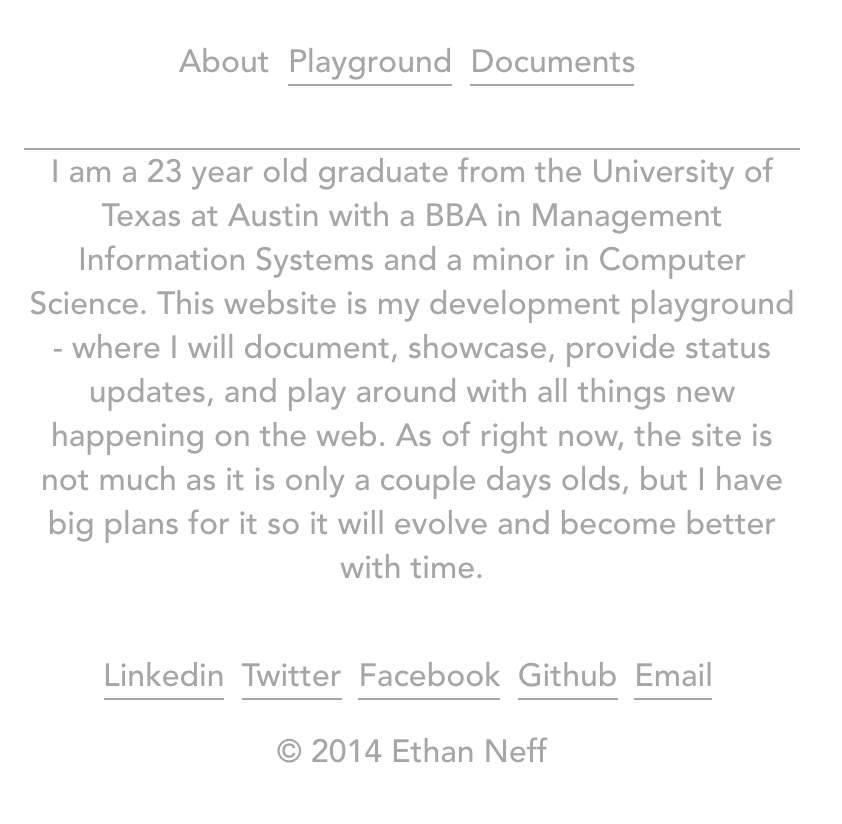 About Playground Documents
I am a 23 year old graduate from the University of
Texas at Austin with a BBA in Management
Information Systems and a minor in Computer
Science. This website is my development playground
- where I will document, showcase, provide status
updates, and play around with all things new
happening on the web. As of right now, the site is
not much as it is only a couple days olds, but I have
big plans for it so it will evolve and become better
with time.
Linkedin Twitter Facebook Github Email
© 2014 Ethan Neff